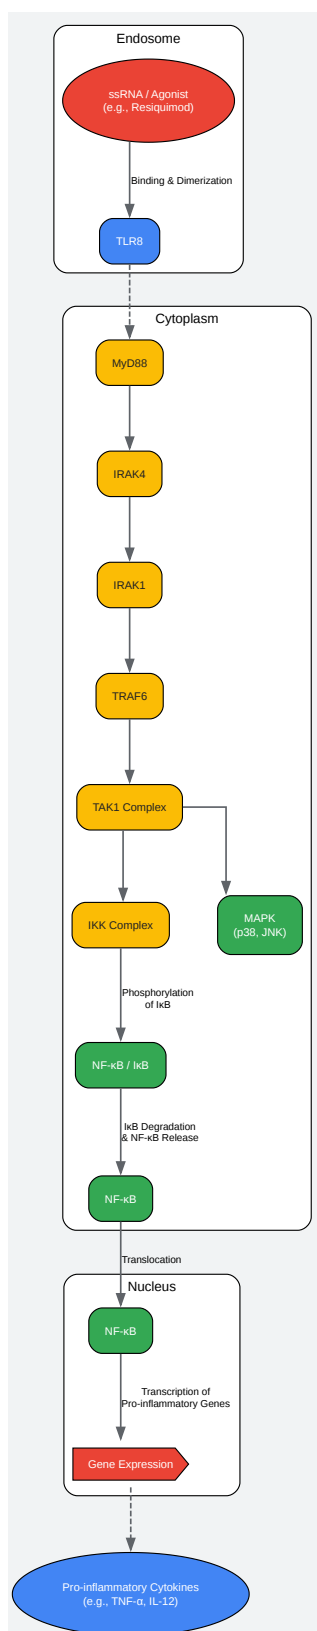 Endosome
ssRNA / Agonist
(e.g., Resiquimod)
Binding & Dimerization
TLR8
Cytoplasm
MyD88
IRAK4
IRAK1
TRAF6
TAK1 Complex
IKK Complex
MAPK
(p38, JNK)
Phosphorylation
of IκB
NF-κB / IκB
IκB Degradation
& NF-κB Release
NF-κB
Translocation
Nucleus
NF-κB
Transcription of
Pro-inflammatory Genes
Gene Expression
Pro-inflammatory Cytokines
(e.g., TNF-α, IL-12)